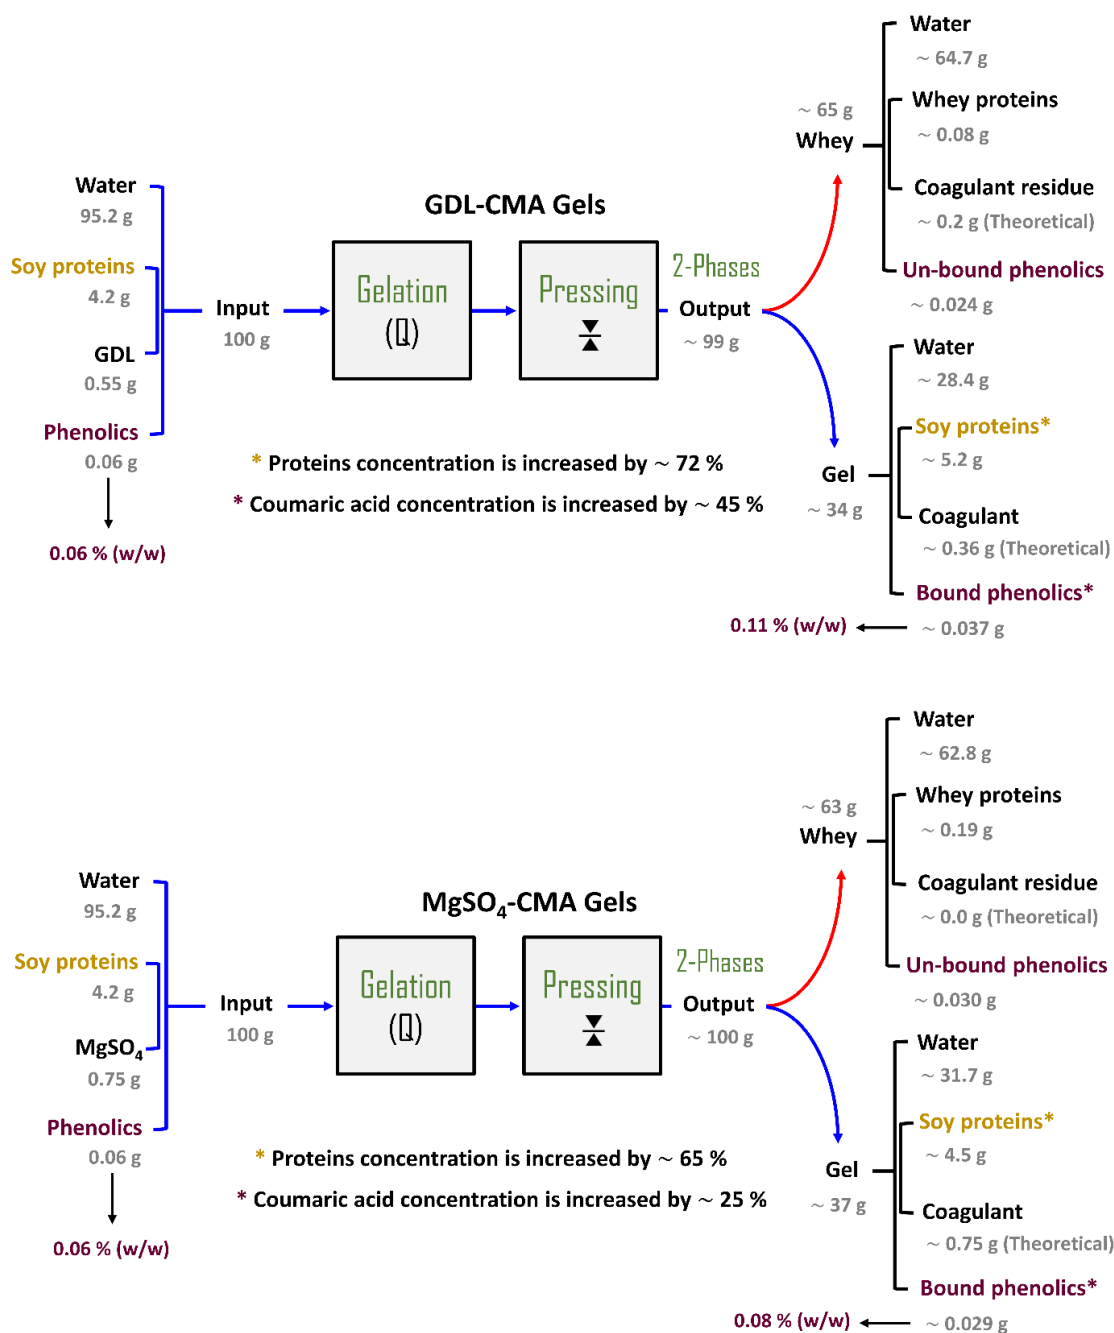 GDL-CMA Gels
Water
95.2 g
Soy proteins
4.2 g
GDL
0.55 g
Phenolics
0.06 g
0.06 % (w/w)
Input
100 g
Gelation
(Q)
Pressing
2-Phases
Output
~ 99 g
~ 65 g
Whey
Water
~ 64.7 g
Whey proteins
~ 0.08 g
Coagulant residue
~ 0.2 g (Theoretical)
Un-bound phenolics
~ 0.024 g
Gel
~ 34 g
Water
~ 28.4 g
Soy proteins*
~ 5.2 g
Coagulant
~ 0.36 g (Theoretical)
Bound phenolics*
~ 0.037 g
0.11 % (w/w)
* Proteins concentration is increased by ~ 72 %
* Coumaric acid concentration is increased by ~ 45 %
MgSO₄-CMA Gels
Water
95.2 g
Soy proteins
4.2 g
MgSO₄
0.75 g
Phenolics
0.06 g
0.06 % (w/w)
Input
100 g
Gelation
(Q)
Pressing
2-Phases
Output
~ 100 g
~ 63 g
Whey
Water
~ 62.8 g
Whey proteins
~ 0.19 g
Coagulant residue
~ 0.0 g (Theoretical)
Un-bound phenolics
~ 0.030 g
Gel
~ 37 g
Water
~ 31.7 g
Soy proteins*
~ 4.5 g
Coagulant
~ 0.75 g (Theoretical)
Bound phenolics*
~ 0.029 g
0.08 % (w/w)
* Proteins concentration is increased by ~ 65 %
* Coumaric acid concentration is increased by ~ 25 %